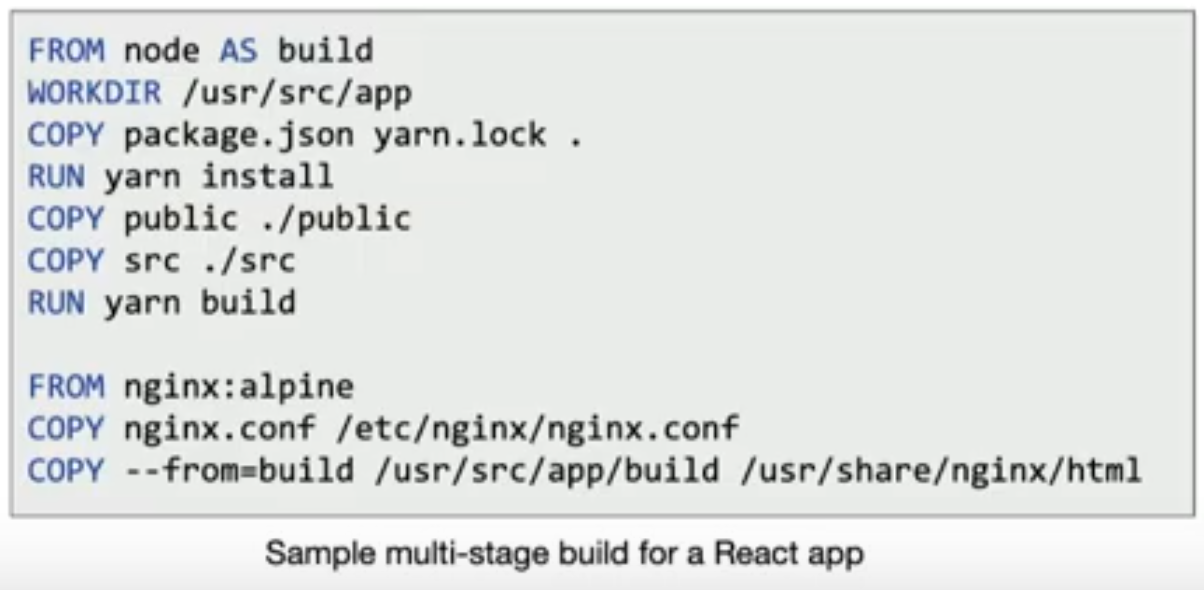 FROM node AS build
WORKDIR /usr/src/app
COPY package.json yarn.lock .
RUN yarn install
COPY public ./public
COPY src ./src
RUN yarn build
FROM nginx:alpine
COPY nginx.conf /etc/nginx/nginx.conf
COPY --from=build /usr/src/app/build /usr/share/nginx/html
Sample multi-stage build for a React app